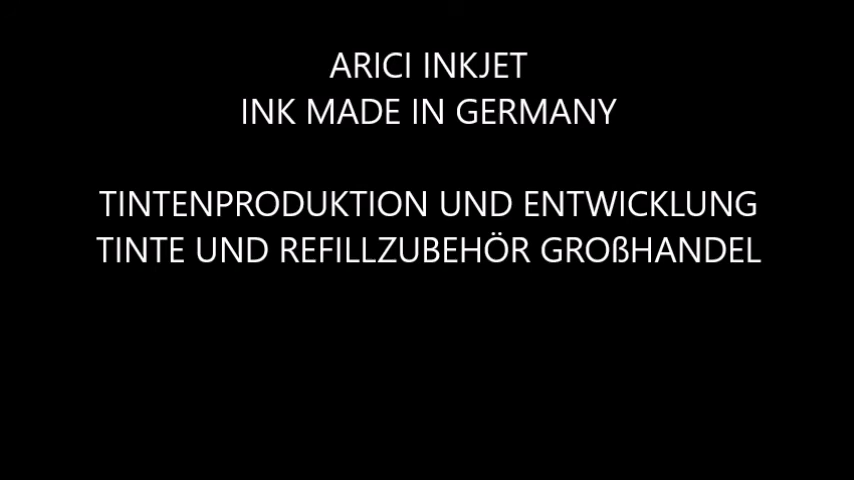 ARICI INKJET
INK MADE IN GERMANY
TINTENPRODUKTION UND ENTWICKLUNG
TINTE UND REFILLZUBEHÖR GROßHANDEL